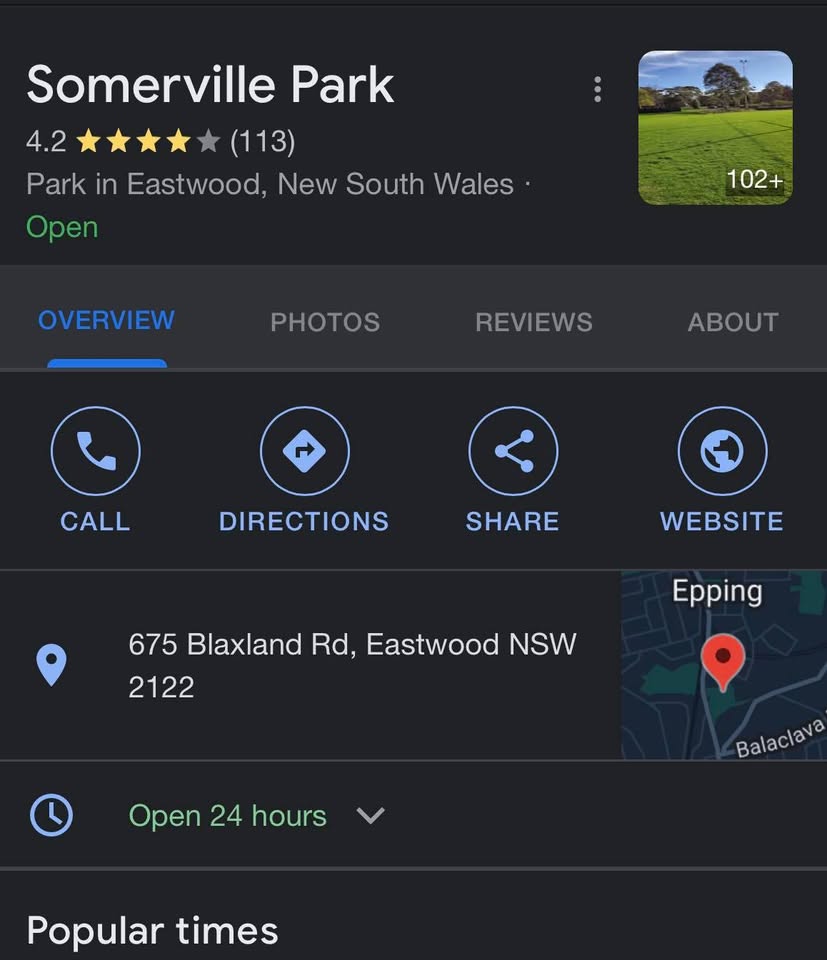 Somerville Park
4.2 (113)
Park in Eastwood, New South Wales ·
Open
102+
OVERVIEW PHOTOS REVIEWS ABOUT
CALL DIRECTIONS SHARE WEBSITE
675 Blaxland Rd, Eastwood NSW
2122
Epping
Balaclava
Open 24 hours
Popular times